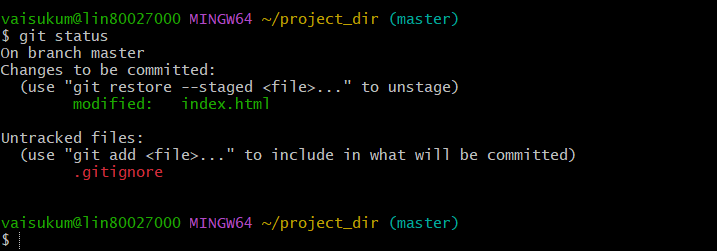 vaisukum@lin80027000 MINGW64 ~/project_dir (master)
$ git status
On branch master
Changes to be committed:
  (use "git restore --staged <file>..." to unstage)
        modified:   index.html

Untracked files:
  (use "git add <file>..." to include in what will be committed)
        .gitignore

vaisukum@lin80027000 MINGW64 ~/project_dir (master)
$